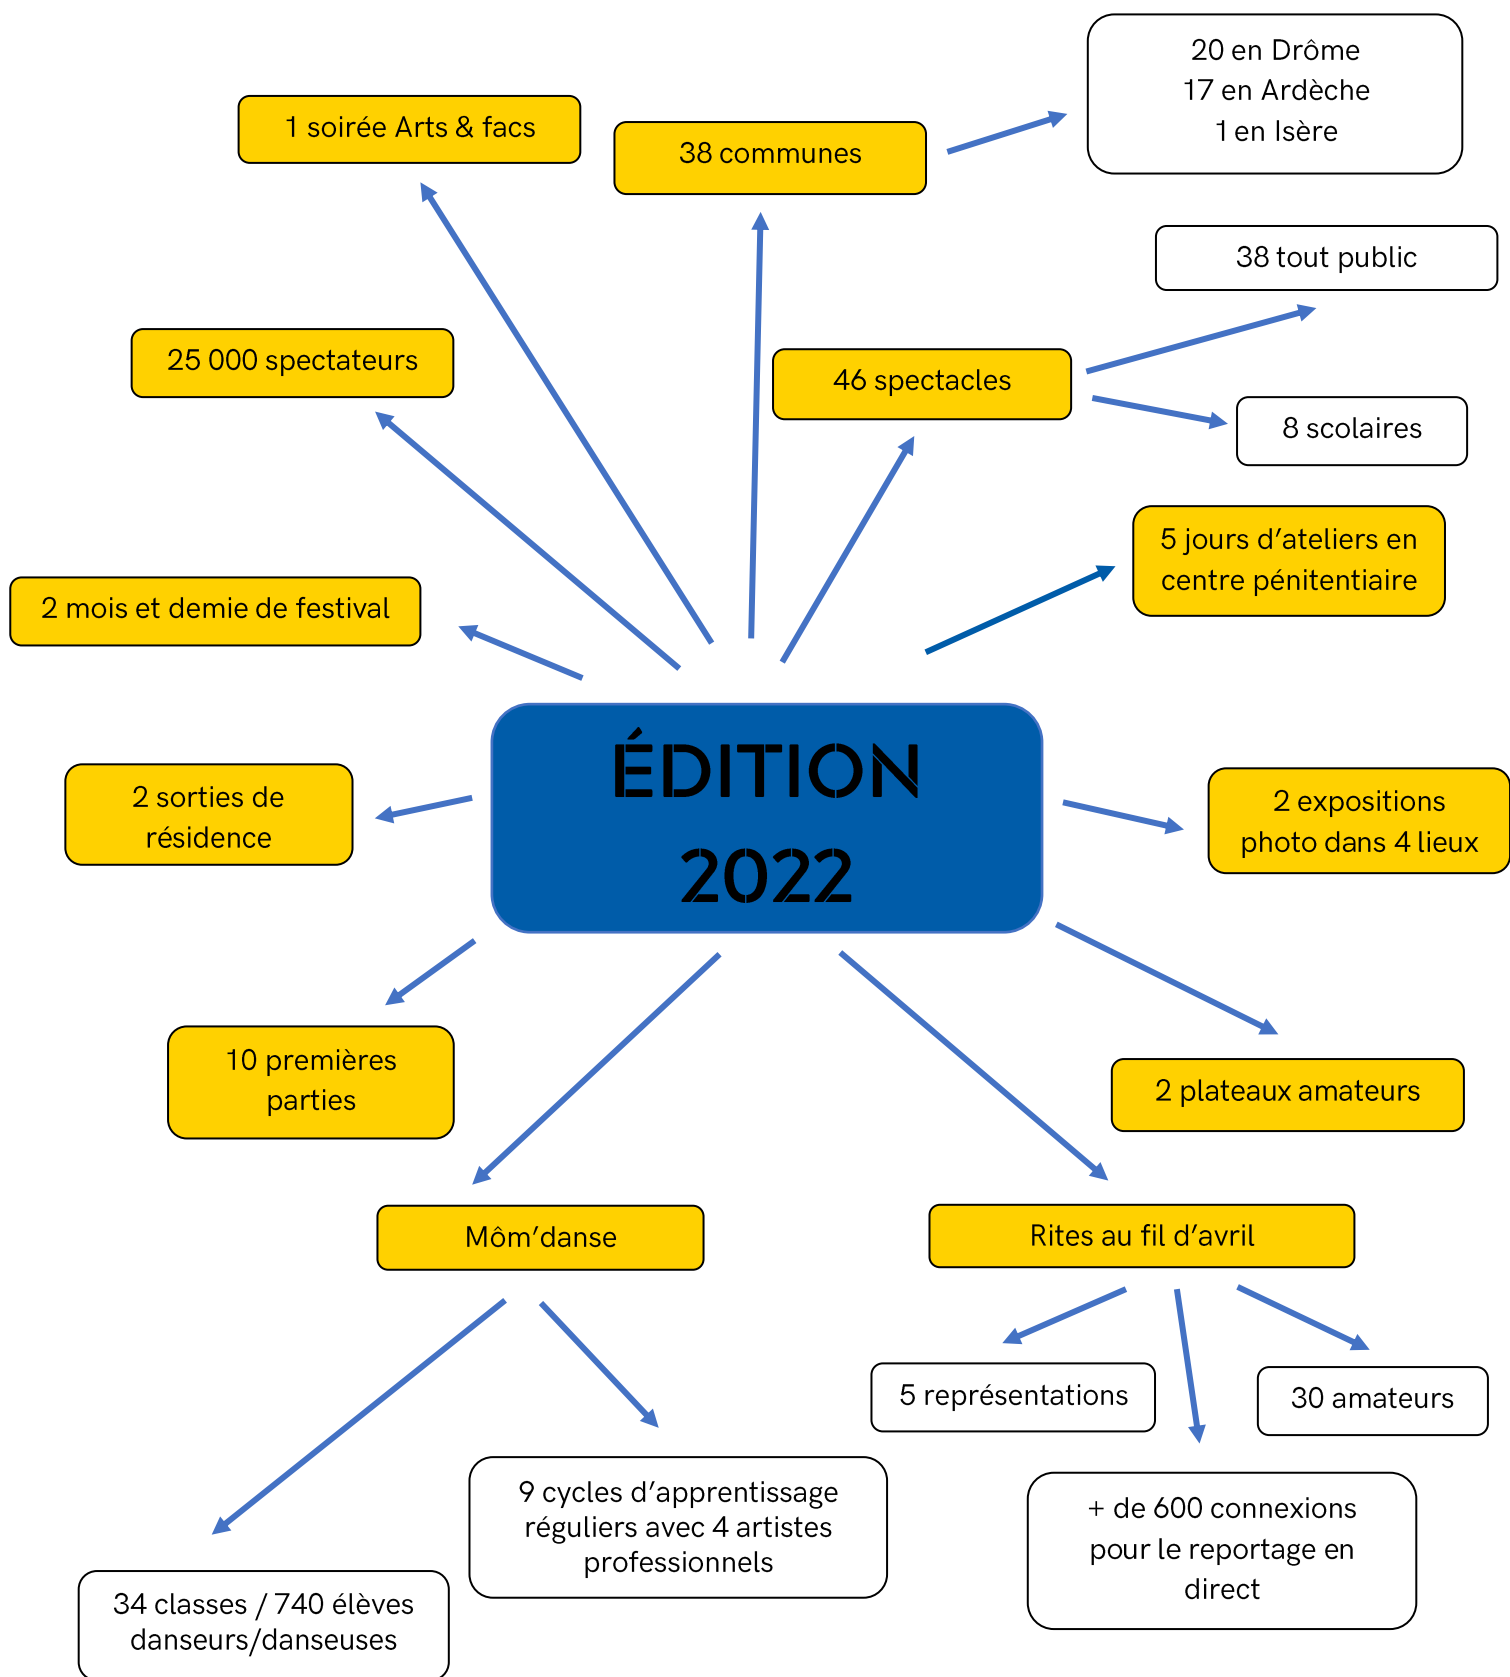 20 en Drôme
17 en Ardèche
1 en Isère
1 soirée Arts & facs
38 communes
38 tout public
25 000 spectateurs
46 spectacles
8 scolaires
5 jours d’ateliers en
centre pénitentiaire
2 mois et demie de festival
ÉDITION
2022
2 sorties de
résidence
2 expositions
photo dans 4 lieux
10 premières
parties
2 plateaux amateurs
Môm’danse
Rites au fil d’avril
5 représentations
30 amateurs
9 cycles d’apprentissage
réguliers avec 4 artistes
professionnels
+ de 600 connexions
pour le reportage en
direct
34 classes / 740 élèves
danseurs/danseuses